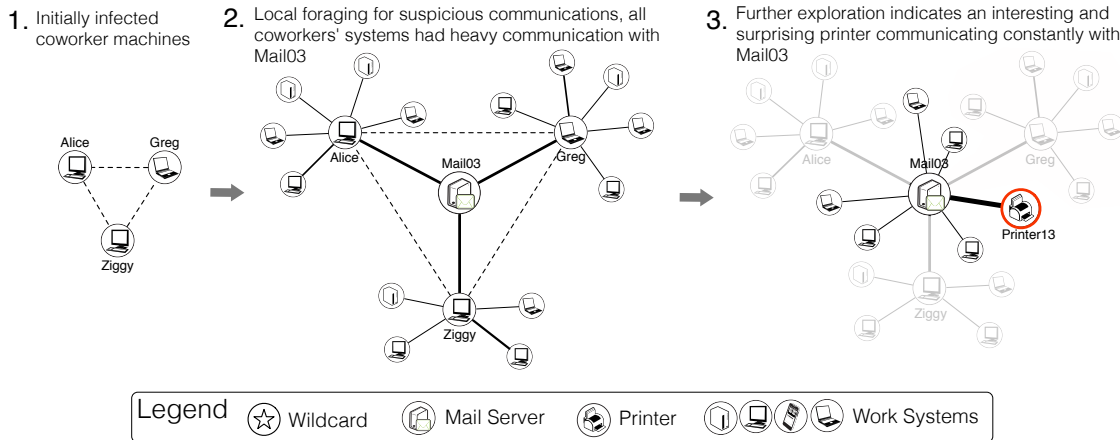 1. Initially infected
coworker machines
Alice
Greg
Ziggy
2. Local foraging for suspicious communications, all
coworkers' systems had heavy communication with
Mail03
Alice
Mail03
Greg
Ziggy
3. Further exploration indicates an interesting and
surprising printer communicating constantly with
Mail03
Alice
Mail03
Greg
Printer13
Ziggy
Legend
Wildcard
Mail Server
Printer
Work Systems